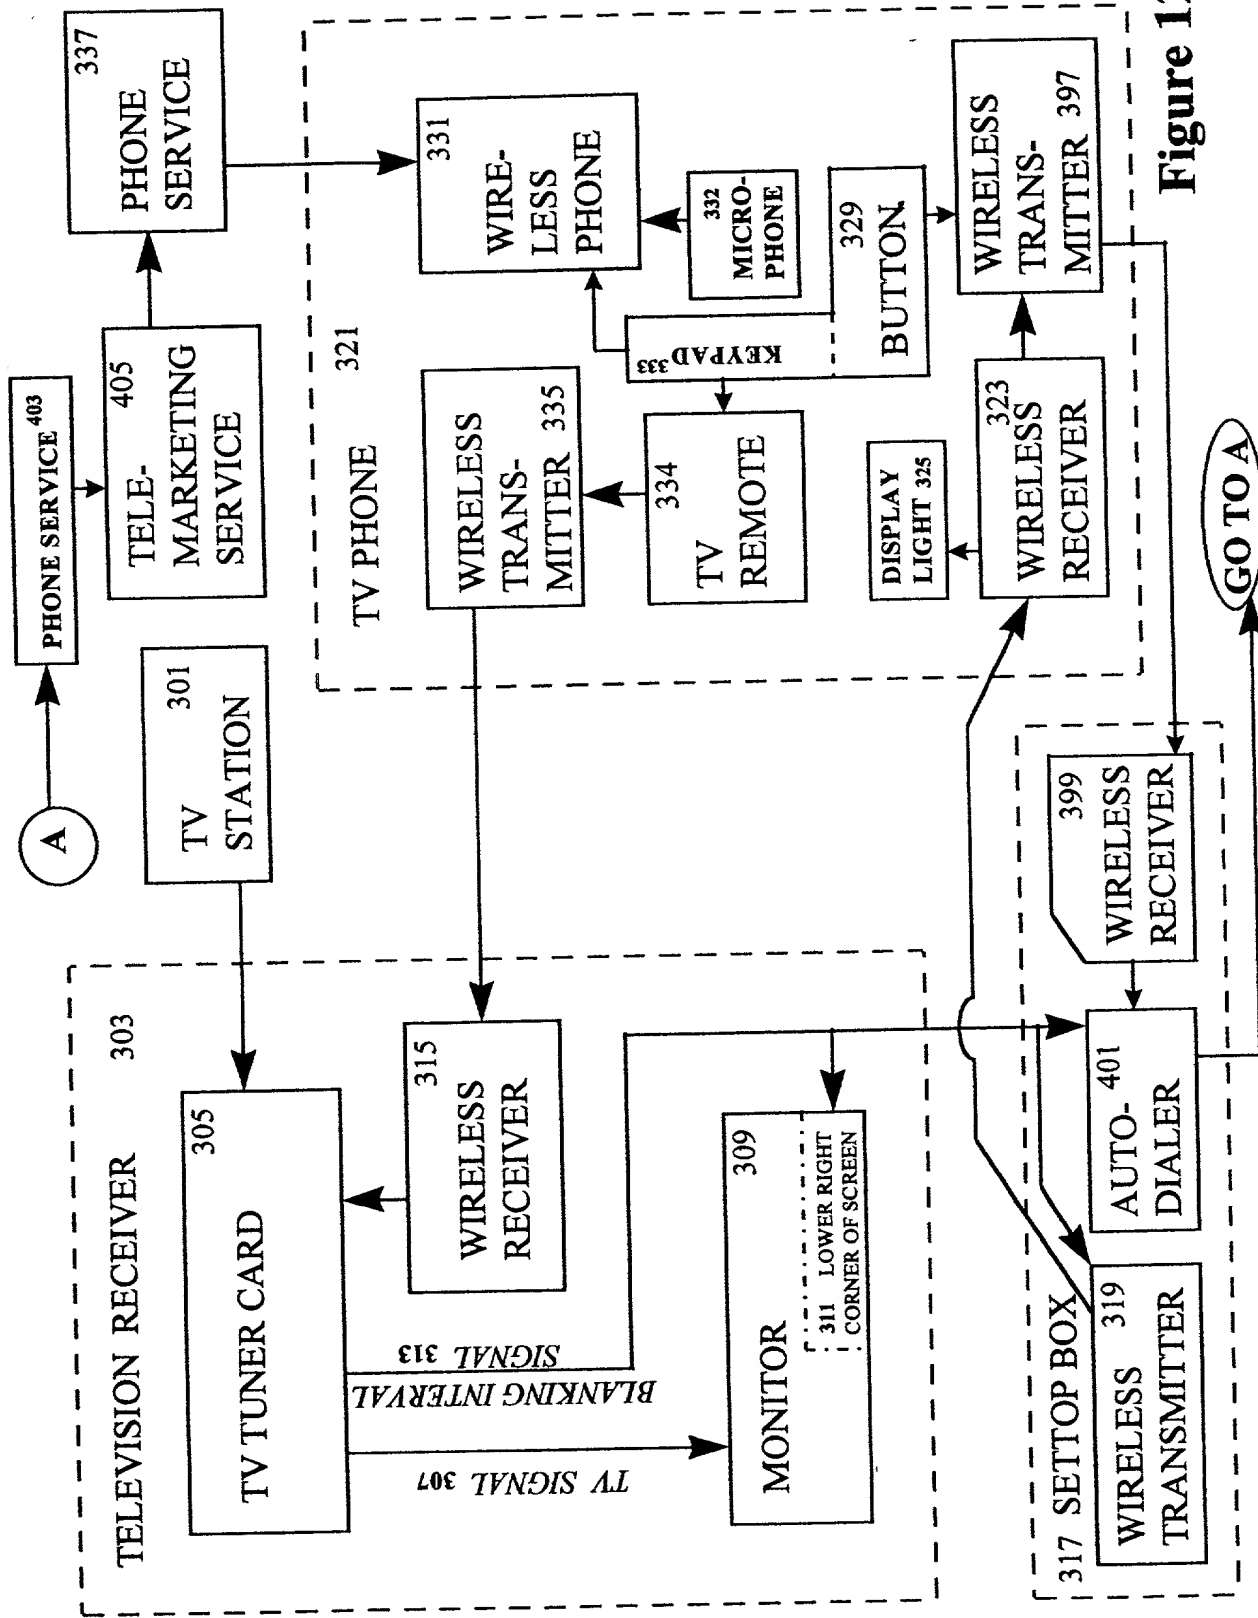 TELEVISION RECEIVER 303
305
TV TUNER CARD
315
WIRELESS
RECEIVER
BLANKING INTERVAL
SIGNAL 313
TV SIGNAL 307
309
MONITOR
311 LOWER RIGHT
CORNER OF SCREEN
317 SETTOP BOX
319
WIRELESS
TRANSMITTER
AUTO- 401
DIALER
399
WIRELESS
RECEIVER
A
PHONE SERVICE 403
301
TV
STATION
405
TELE-
MARKETING
SERVICE
337
PHONE
SERVICE
TV PHONE 321
WIRELESS
TRANS-
MITTER 335
334
TV
REMOTE
KEYPAD 333
331
WIRE-
LESS
PHONE
332
MICRO-
PHONE
329
BUTTON
DISPLAY
LIGHT 325
323
WIRELESS
RECEIVER
WIRELESS
TRANS-
MITTER 397
GO TO A
Figure